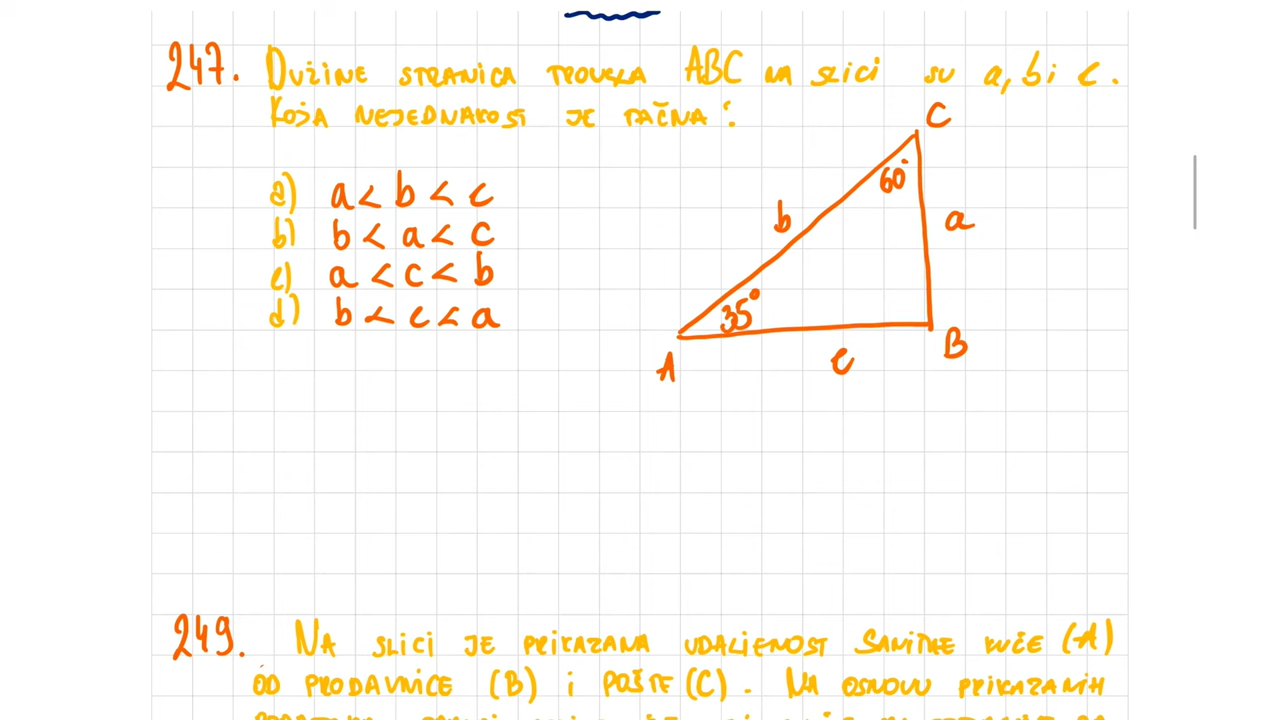 247. DUŽINE STRANICA TROUGLA ABC NA SLICI SU a, b i c.
KOJA NEJEDNAKOST JE TAČNA:
a) a < b < c
b) b < a < c
c) a < c < b
d) b < c < a
C
60°
b
a
35°
A
c
B
249. NA SLICI JE PRIKAZANA UDALJENOST SANJINE KUĆE (A)
OD PRODAVNICE (B) i POŠTE (C). NA OSNOVU PRIKAZANIH